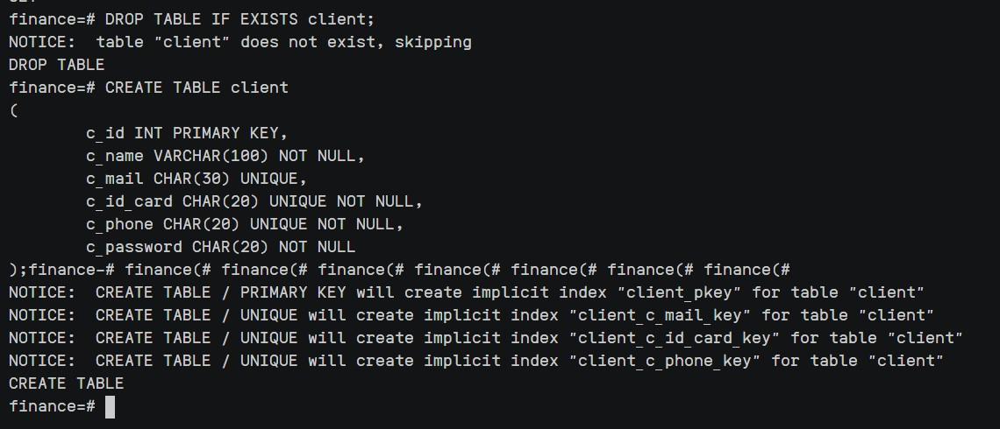 finance=# DROP TABLE IF EXISTS client;
NOTICE:  table "client" does not exist, skipping
DROP TABLE
finance=# CREATE TABLE client
(
        c_id INT PRIMARY KEY,
        c_name VARCHAR(100) NOT NULL,
        c_mail CHAR(30) UNIQUE,
        c_id_card CHAR(20) UNIQUE NOT NULL,
        c_phone CHAR(20) UNIQUE NOT NULL,
        c_password CHAR(20) NOT NULL
);finance-# finance(# finance(# finance(# finance(# finance(# finance(# finance(#
NOTICE:  CREATE TABLE / PRIMARY KEY will create implicit index "client_pkey" for table "client"
NOTICE:  CREATE TABLE / UNIQUE will create implicit index "client_c_mail_key" for table "client"
NOTICE:  CREATE TABLE / UNIQUE will create implicit index "client_c_id_card_key" for table "client"
NOTICE:  CREATE TABLE / UNIQUE will create implicit index "client_c_phone_key" for table "client"
CREATE TABLE
finance=#